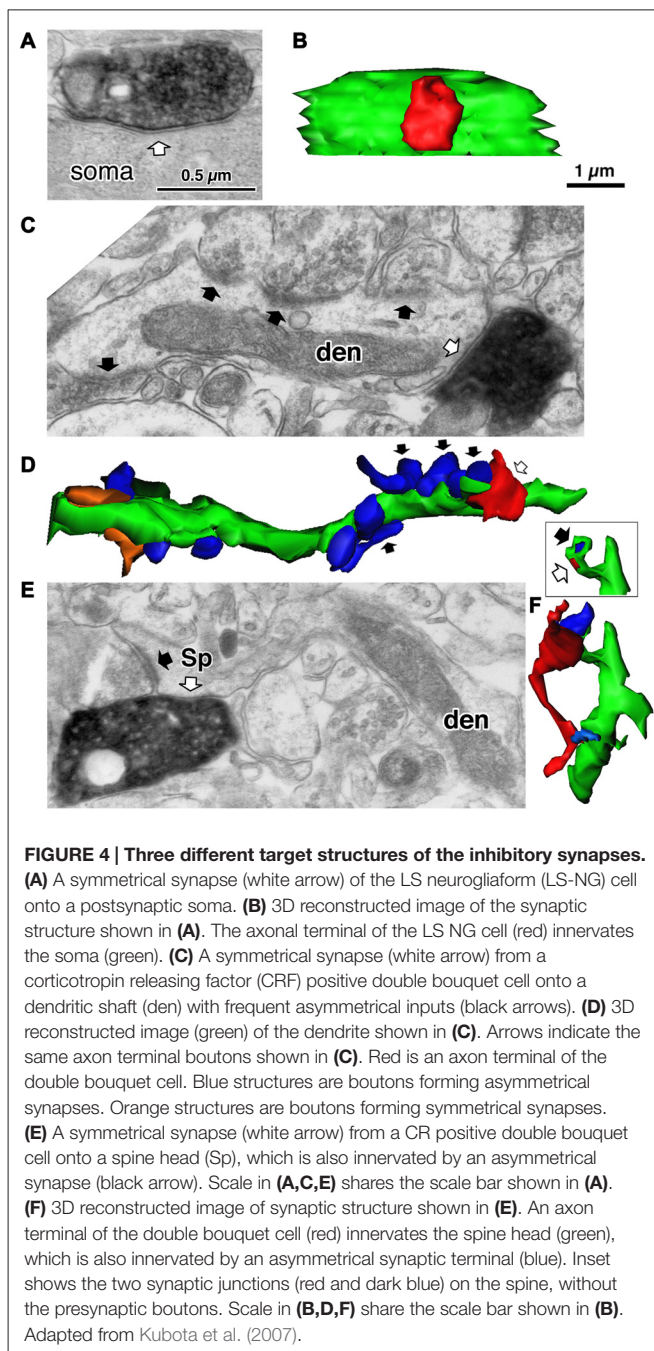 A
B
soma
0.5 µm
1 µm
C
den
D
E
Sp
den
F
FIGURE 4 | Three different target structures of the inhibitory synapses.
(A) A symmetrical synapse (white arrow) of the LS neurogliaform (LS-NG) cell
onto a postsynaptic soma. (B) 3D reconstructed image of the synaptic
structure shown in (A). The axonal terminal of the LS NG cell (red) innervates
the soma (green). (C) A symmetrical synapse (white arrow) from a
corticotropin releasing factor (CRF) positive double bouquet cell onto a
dendritic shaft (den) with frequent asymmetrical inputs (black arrows). (D) 3D
reconstructed image (green) of the dendrite shown in (C). Arrows indicate the
same axon terminal boutons shown in (C). Red is an axon terminal of the
double bouquet cell. Blue structures are boutons forming asymmetrical
synapses. Orange structures are boutons forming symmetrical synapses.
(E) A symmetrical synapse (white arrow) from a CR positive double bouquet
cell onto a spine head (Sp), which is also innervated by an asymmetrical
synapse (black arrow). Scale in (A,C,E) shares the scale bar shown in (A).
(F) 3D reconstructed image of synaptic structure shown in (E). An axon
terminal of the double bouquet cell (red) innervates the spine head (green),
which is also innervated by an asymmetrical synaptic terminal (blue). Inset
shows the two synaptic junctions (red and dark blue) on the spine, without
the presynaptic boutons. Scale in (B,D,F) share the scale bar shown in (B).
Adapted from Kubota et al. (2007).